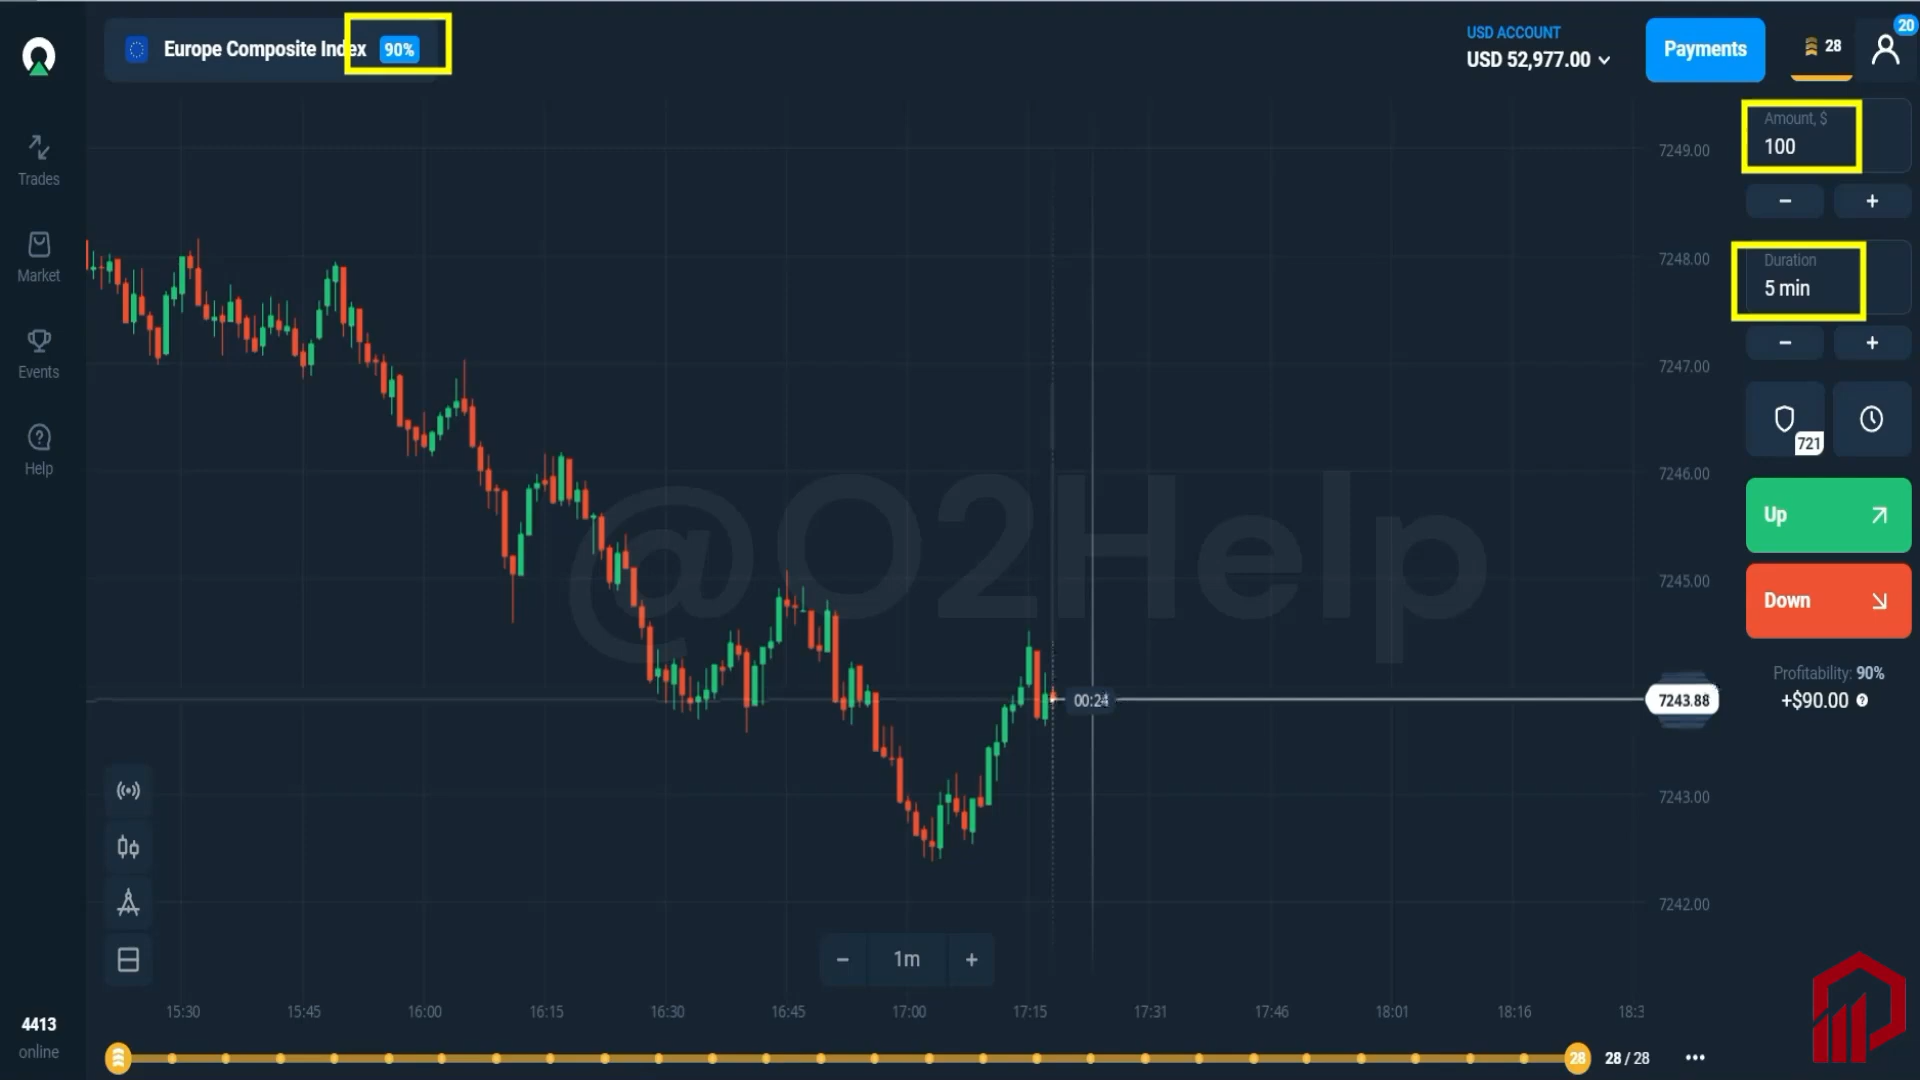 Europe Composite Index 90%
USD ACCOUNT
USD 52,977.00
Payments
28
20
Trades
Market
Events
Help
4413
online
@O2Help
7249.00
7248.00
7247.00
7246.00
7245.00
7243.88
7243.00
7242.00
00:24
Amount, $
100
−
+
Duration
5 min
−
+
721
Up
Down
Profitability: 90%
+$90.00
− 1m +
15:30 15:45 16:00 16:15 16:30 16:45 17:00 17:15 17:31 17:46 18:01 18:16 18:3
28 28 / 28